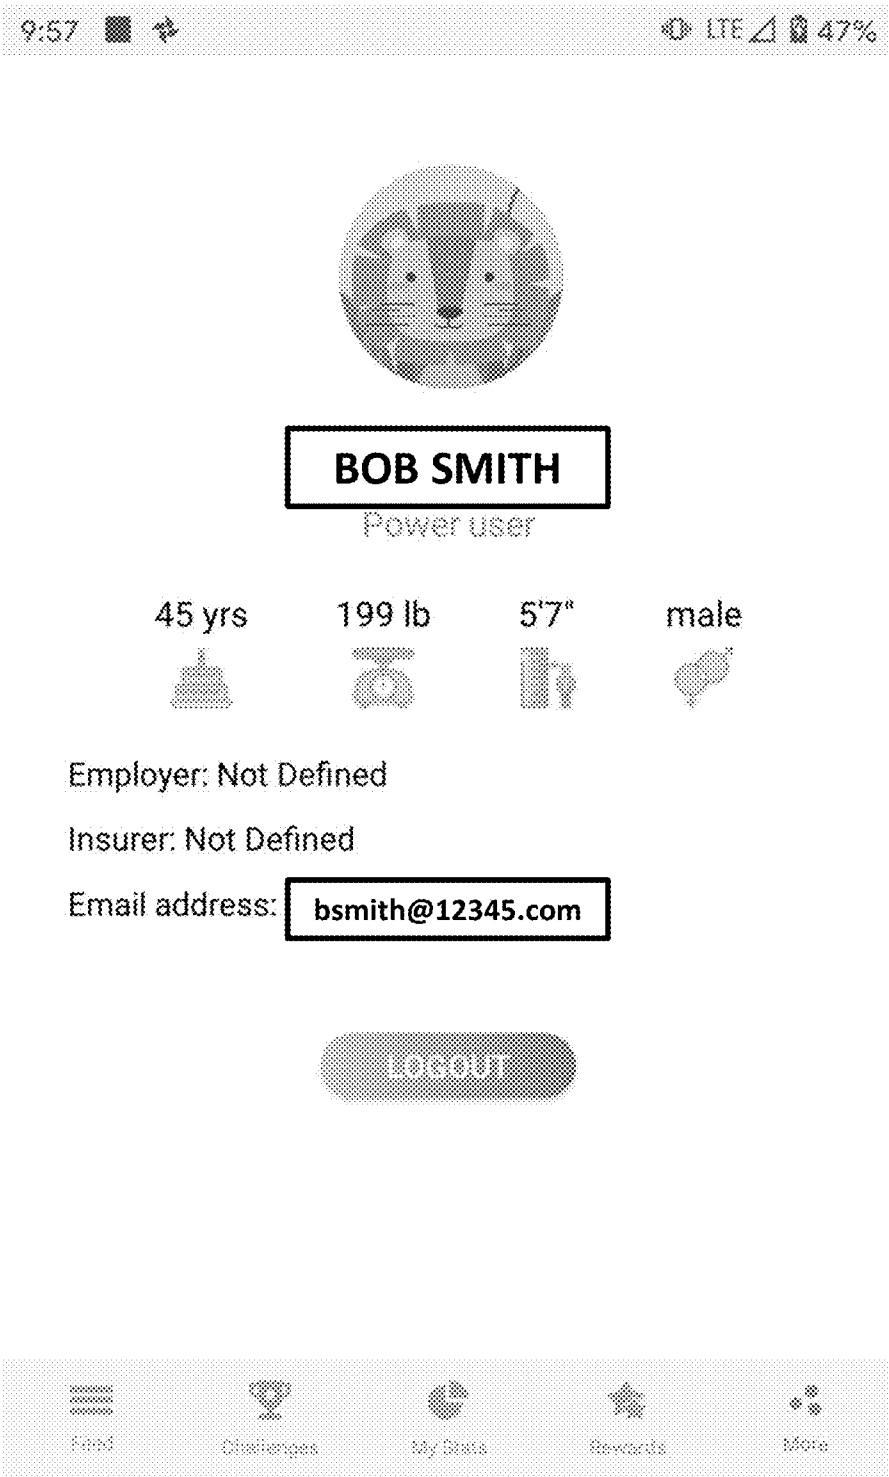 9:57 LTE 47%
BOB SMITH
Power user
45 yrs 199 lb 5'7" male
Employer: Not Defined
Insurer: Not Defined
Email address: bsmith@12345.com
LOGOUT
Feed Challenges My Stats Rewards More